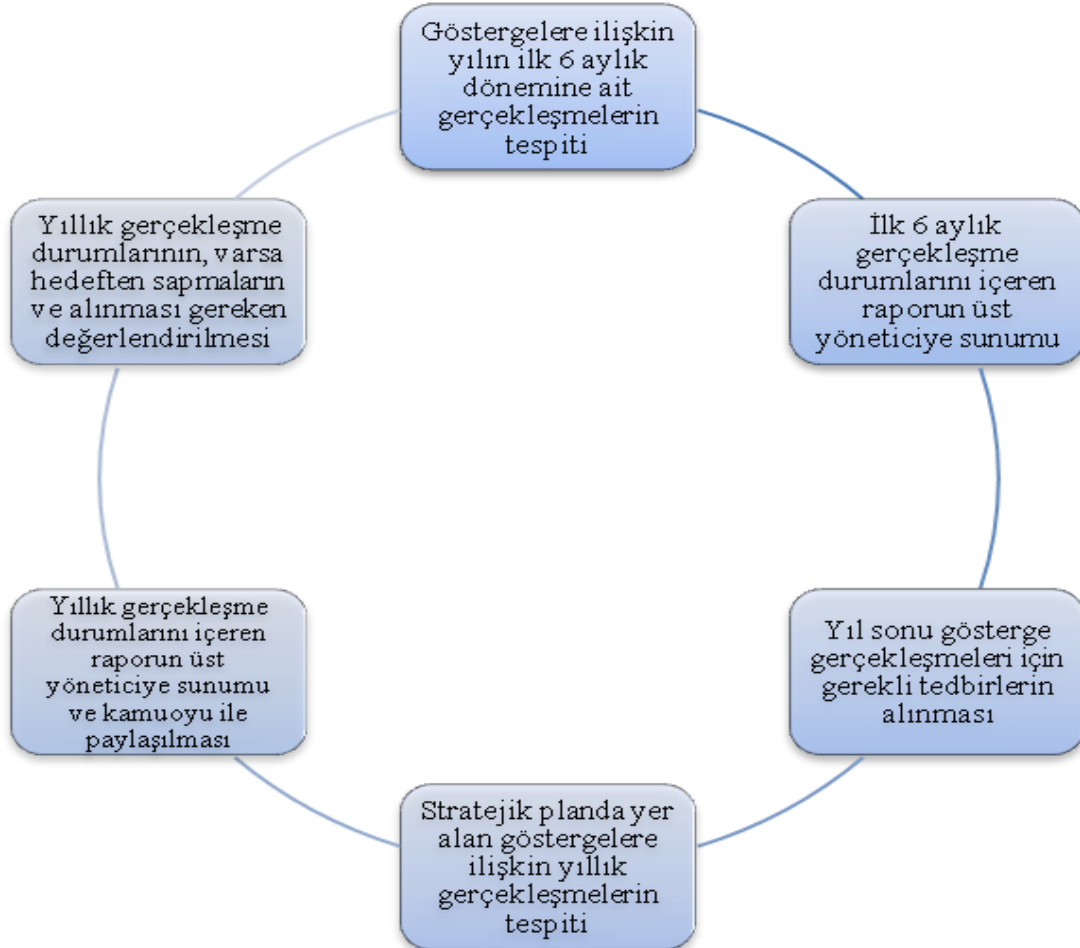 Göstergelere ilişkin
yılın ilk 6 aylık
dönemine ait
gerçekleşmelerin
tespiti
İlk 6 aylık
gerçekleşme
durumlarını içeren
raporun üst
yöneticiye sunumu
Yıl sonu gösterge
gerçekleşmeleri için
gerekli tedbirlerin
alınması
Stratejik planda yer
alan göstergelere
ilişkin yıllık
gerçekleşmelerin
tespiti
Yıllık gerçekleşme
durumlarını içeren
raporun üst
yöneticiye sunumu
ve kamuoyu ile
paylaşılması
Yıllık gerçekleşme
durumlarının, varsa
hedeften sapmaların
ve alınması gereken
değerlendirilmesi